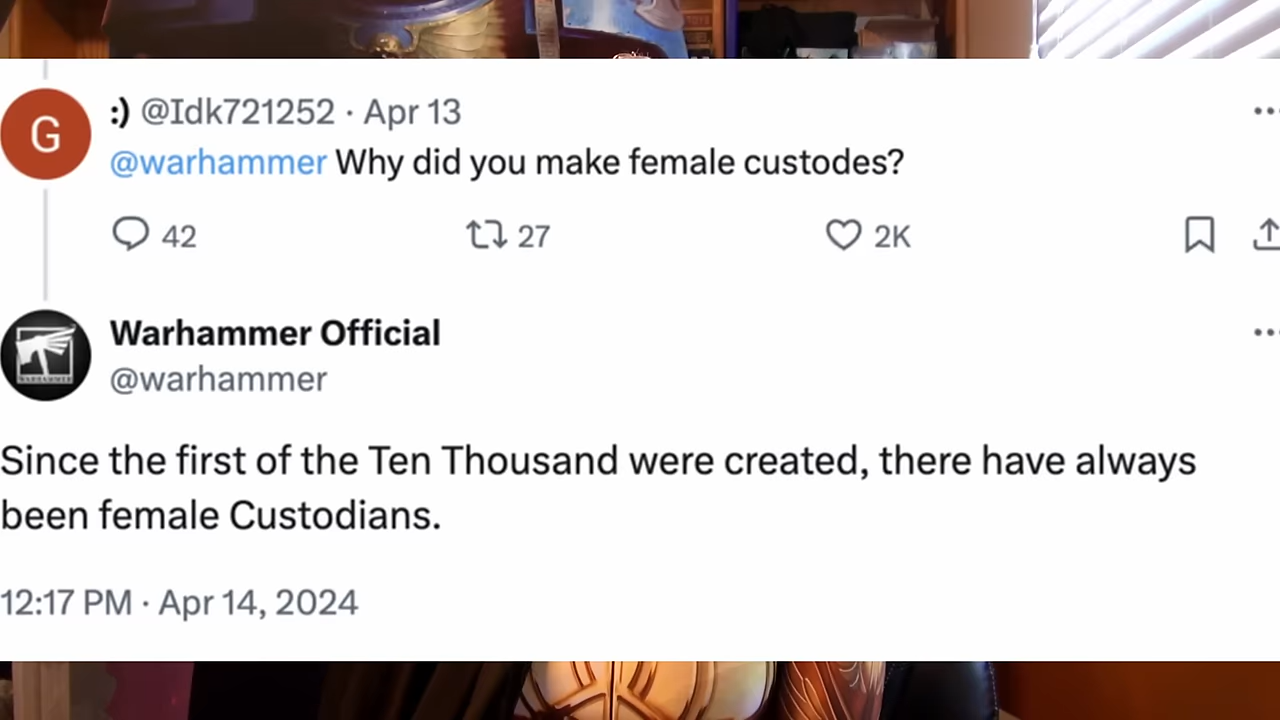 :) @Idk721252 · Apr 13
@warhammer Why did you make female custodes?
42 27 2K
G
Warhammer Official
@warhammer
Since the first of the Ten Thousand were created, there have always
been female Custodians.
12:17 PM · Apr 14, 2024